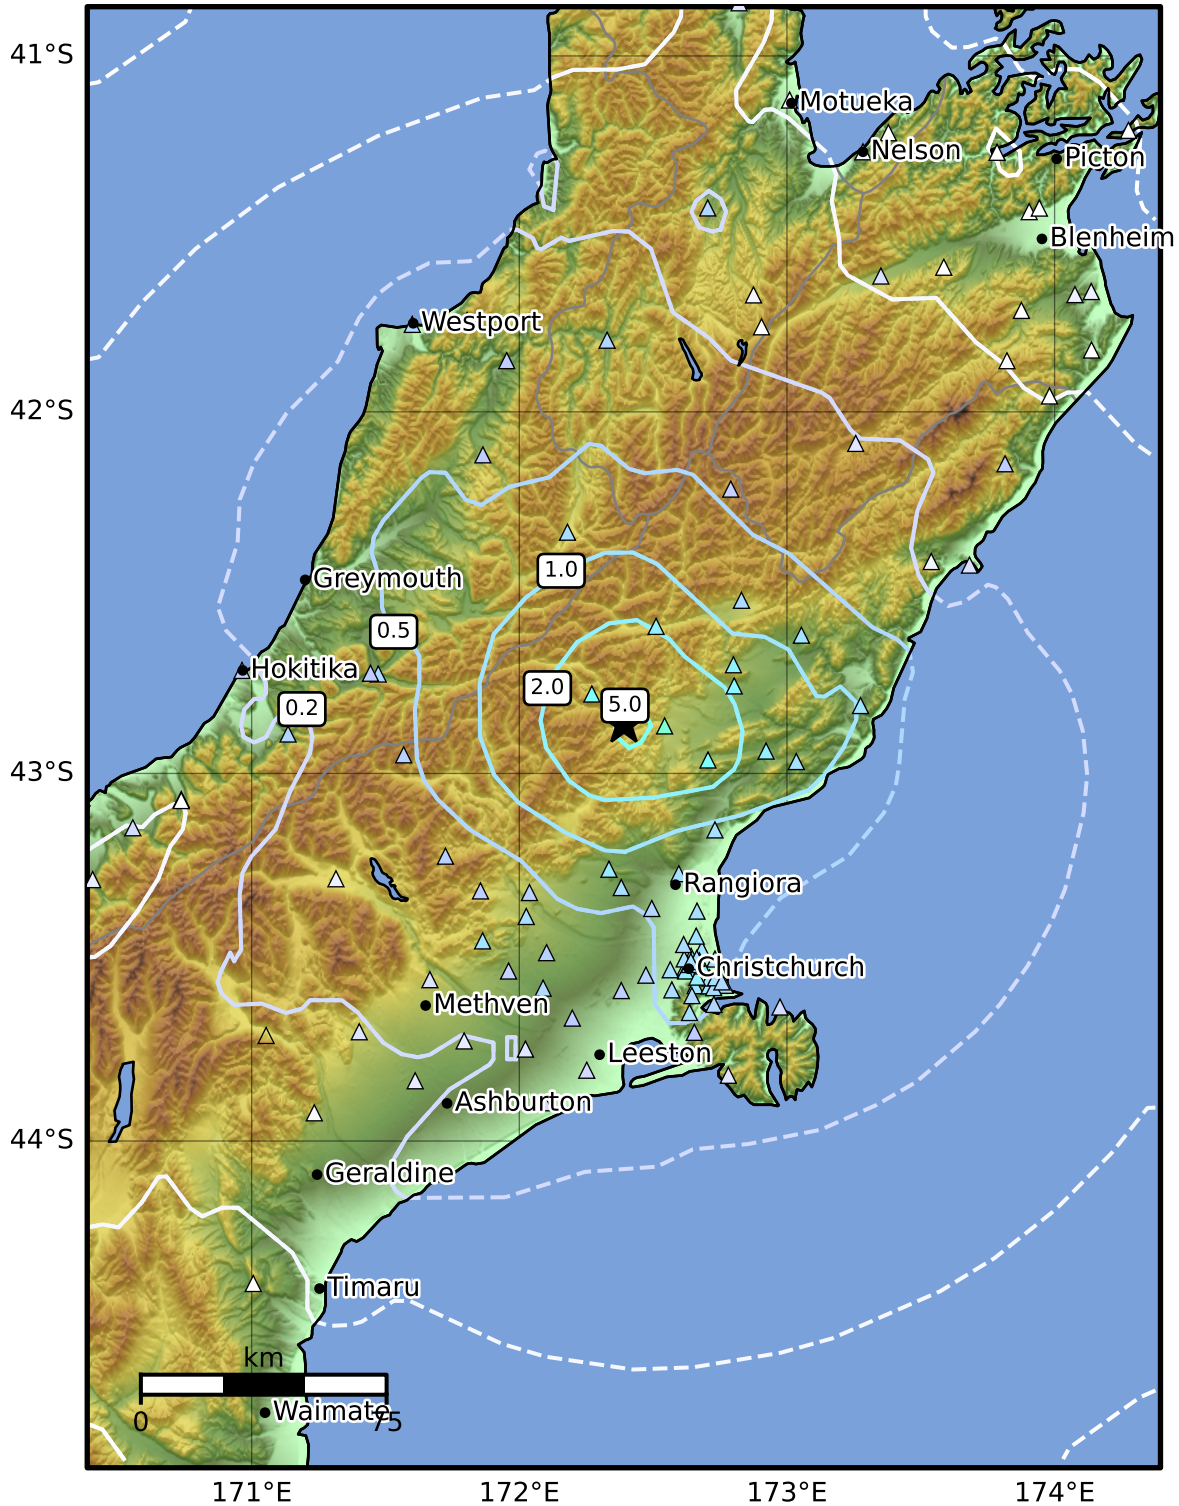 41°S
Motueka
Nelson
Picton
Blenheim
Westport
42°S
1.0
Greymouth
0.5
Hokitika
2.0
5.0
0.2
43°S
Rangiora
Christchurch
Methven
Leeston
Ashburton
44°S
Geraldine
Timaru
km
Waimate
0
75
171°E
172°E
173°E
174°E